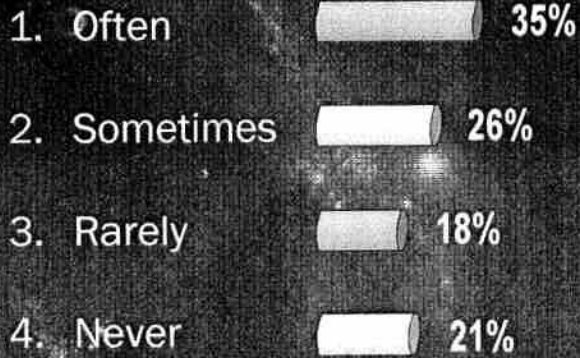 1. Often 35%
2. Sometimes 26%
3. Rarely 18%
4. Never 21%